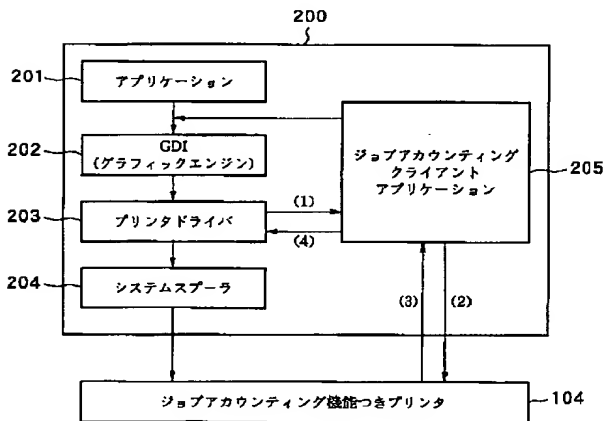 200
201
アプリケーション
202
GDI
(グラフィックエンジン)
ジョブアカウンティング
クライアント
アプリケーション
205
203
プリンタドライバ
(1)
(4)
204
システムスプーラ
(3)
(2)
ジョブアカウンティング機能つきプリンタ
104